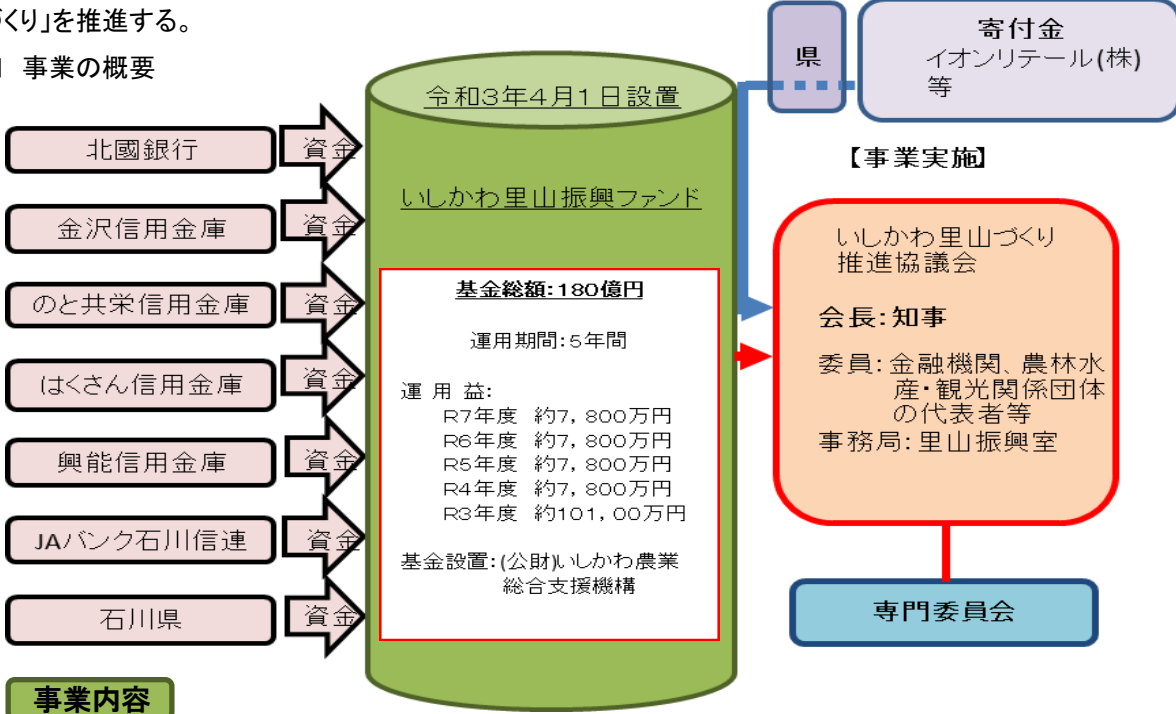 づくり」を推進する。
事業の概要
北國銀行
資金
金沢信用金庫
資金
のと共栄信用金庫
資金
はくさん信用金庫
資金
興能信用金庫
資金
JAバンク石川信連
資金
石川県
資金
事業内容
令和3年4月1日設置
いしかわ里山振興ファンド
基金総額:180億円
運用期間:5年間
運 用 益:
R7年度 約7,800万円
R6年度 約7,800万円
R5年度 約7,800万円
R4年度 約7,800万円
R3年度 約101,00万円
基金設置:(公財)いしかわ農業
総合支援機構
県
寄付金
イオンリテール(株)
等
【事業実施】
いしかわ里山づくり
推進協議会
会長:知事
委員:金融機関、農林水
産・観光関係団体
の代表者等
事務局:里山振興室
専門委員会